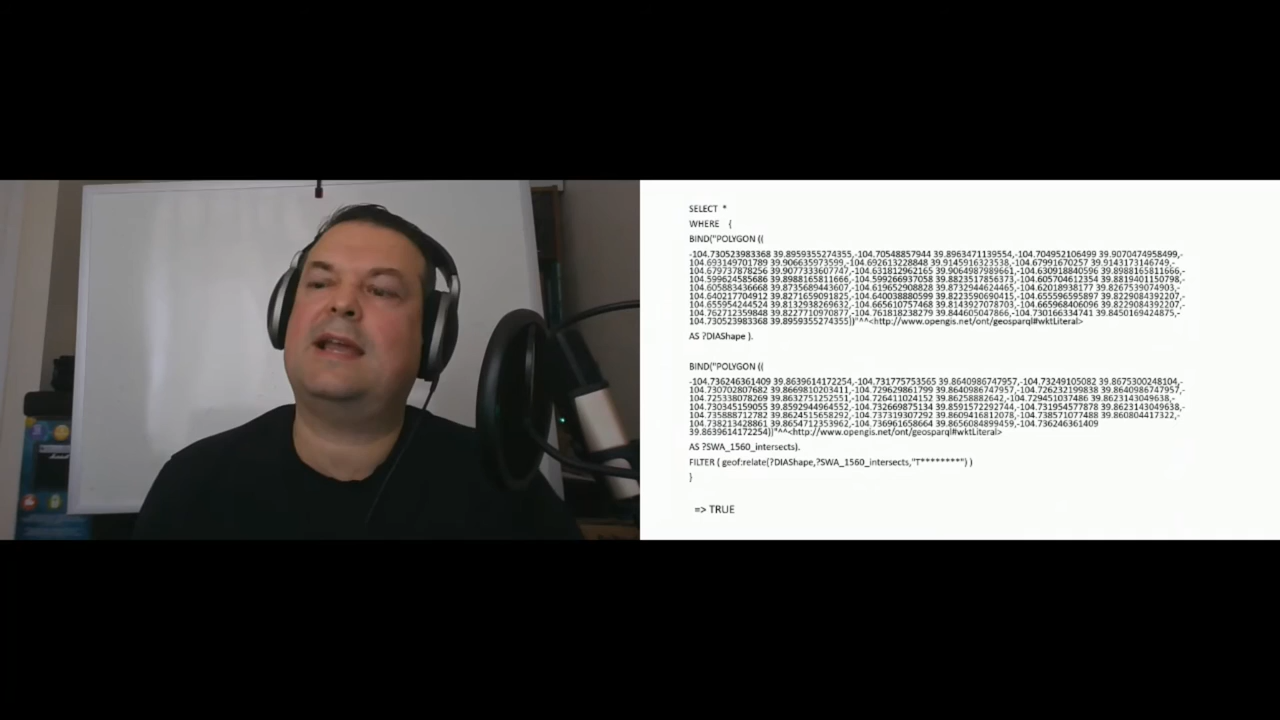 SELECT *
WHERE {
BIND("POLYGON ((
-104.730523983368 39.8959355274355,-104.70548857944 39.8963471139554,-104.704952106499 39.9070474958499,-
104.693149701789 39.906635973599,-104.692613228848 39.9145916323538,-104.67991670257 39.9143173146749,-
104.679737878256 39.9077333607747,-104.631812962165 39.9064987989661,-104.630918840596 39.8988165811666,-
104.599624585686 39.8988165811666,-104.599266937058 39.8823517856373,-104.605704612354 39.8819401150798,-
104.605883436668 39.8735689443607,-104.619652908828 39.8732944624465,-104.62018938177 39.8267539074903,-
104.640217704912 39.8271659091825,-104.640038880599 39.8223590690415,-104.655596595897 39.8229084392207,-
104.655954244524 39.8132938269632,-104.665610757468 39.8143927078703,-104.665968406096 39.8229084392207,-
104.762712359848 39.8227710970877,-104.761818238279 39.844605047866,-104.730166334741 39.8450169424875,-
104.730523983368 39.8959355274355))"^^<http://www.opengis.net/ont/geosparql#wktLiteral>
AS ?DIAShape ).
BIND("POLYGON ((
-104.736246361409 39.8639614172254,-104.731775753565 39.8640986747957,-104.73249105082 39.8675300248104,-
104.730702807682 39.8669810203411,-104.729629861799 39.8640986747957,-104.726232199838 39.8640986747957,-
104.725338078269 39.8632751252551,-104.726411024152 39.86258882642,-104.729451037486 39.8623143049638,-
104.730345159055 39.8592944964552,-104.732669875134 39.8591572292744,-104.731954577878 39.8623143049638,-
104.735888712782 39.8624515658292,-104.737319307292 39.8609416812078,-104.738571077488 39.860804417322,-
104.738213428861 39.8654712353962,-104.736961658664 39.8656084899459,-104.736246361409
39.8639614172254))"^^<http://www.opengis.net/ont/geosparql#wktLiteral>
AS ?SWA_1560_intersects).
FILTER ( geof:relate(?DIAShape,?SWA_1560_intersects,"T********") )
}
=> TRUE